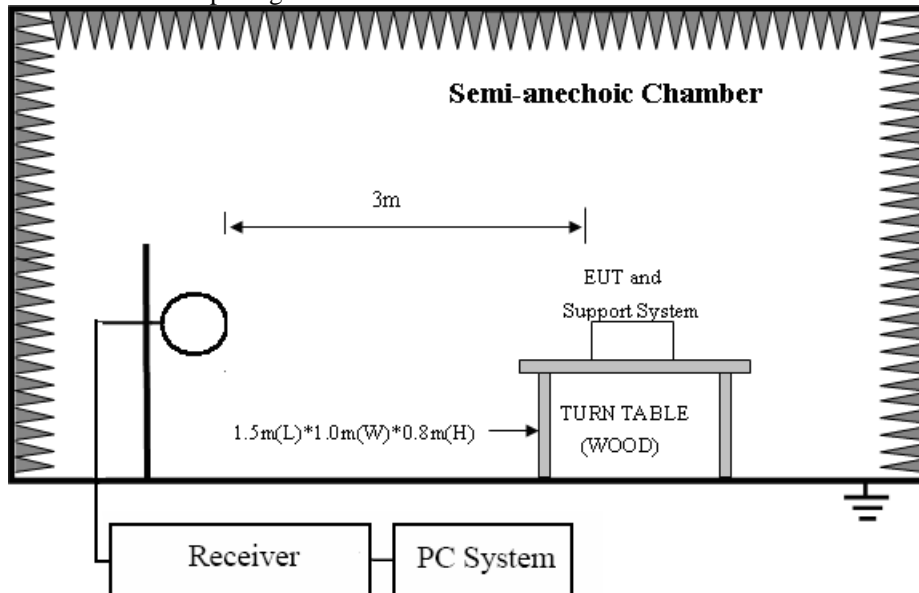 Semi-anechoic Chamber
3m
EUT and
Support System
TURN TABLE
1.5m(L)*1.0m(W)*0.8m(H)
(WOOD)
Receiver
PC System